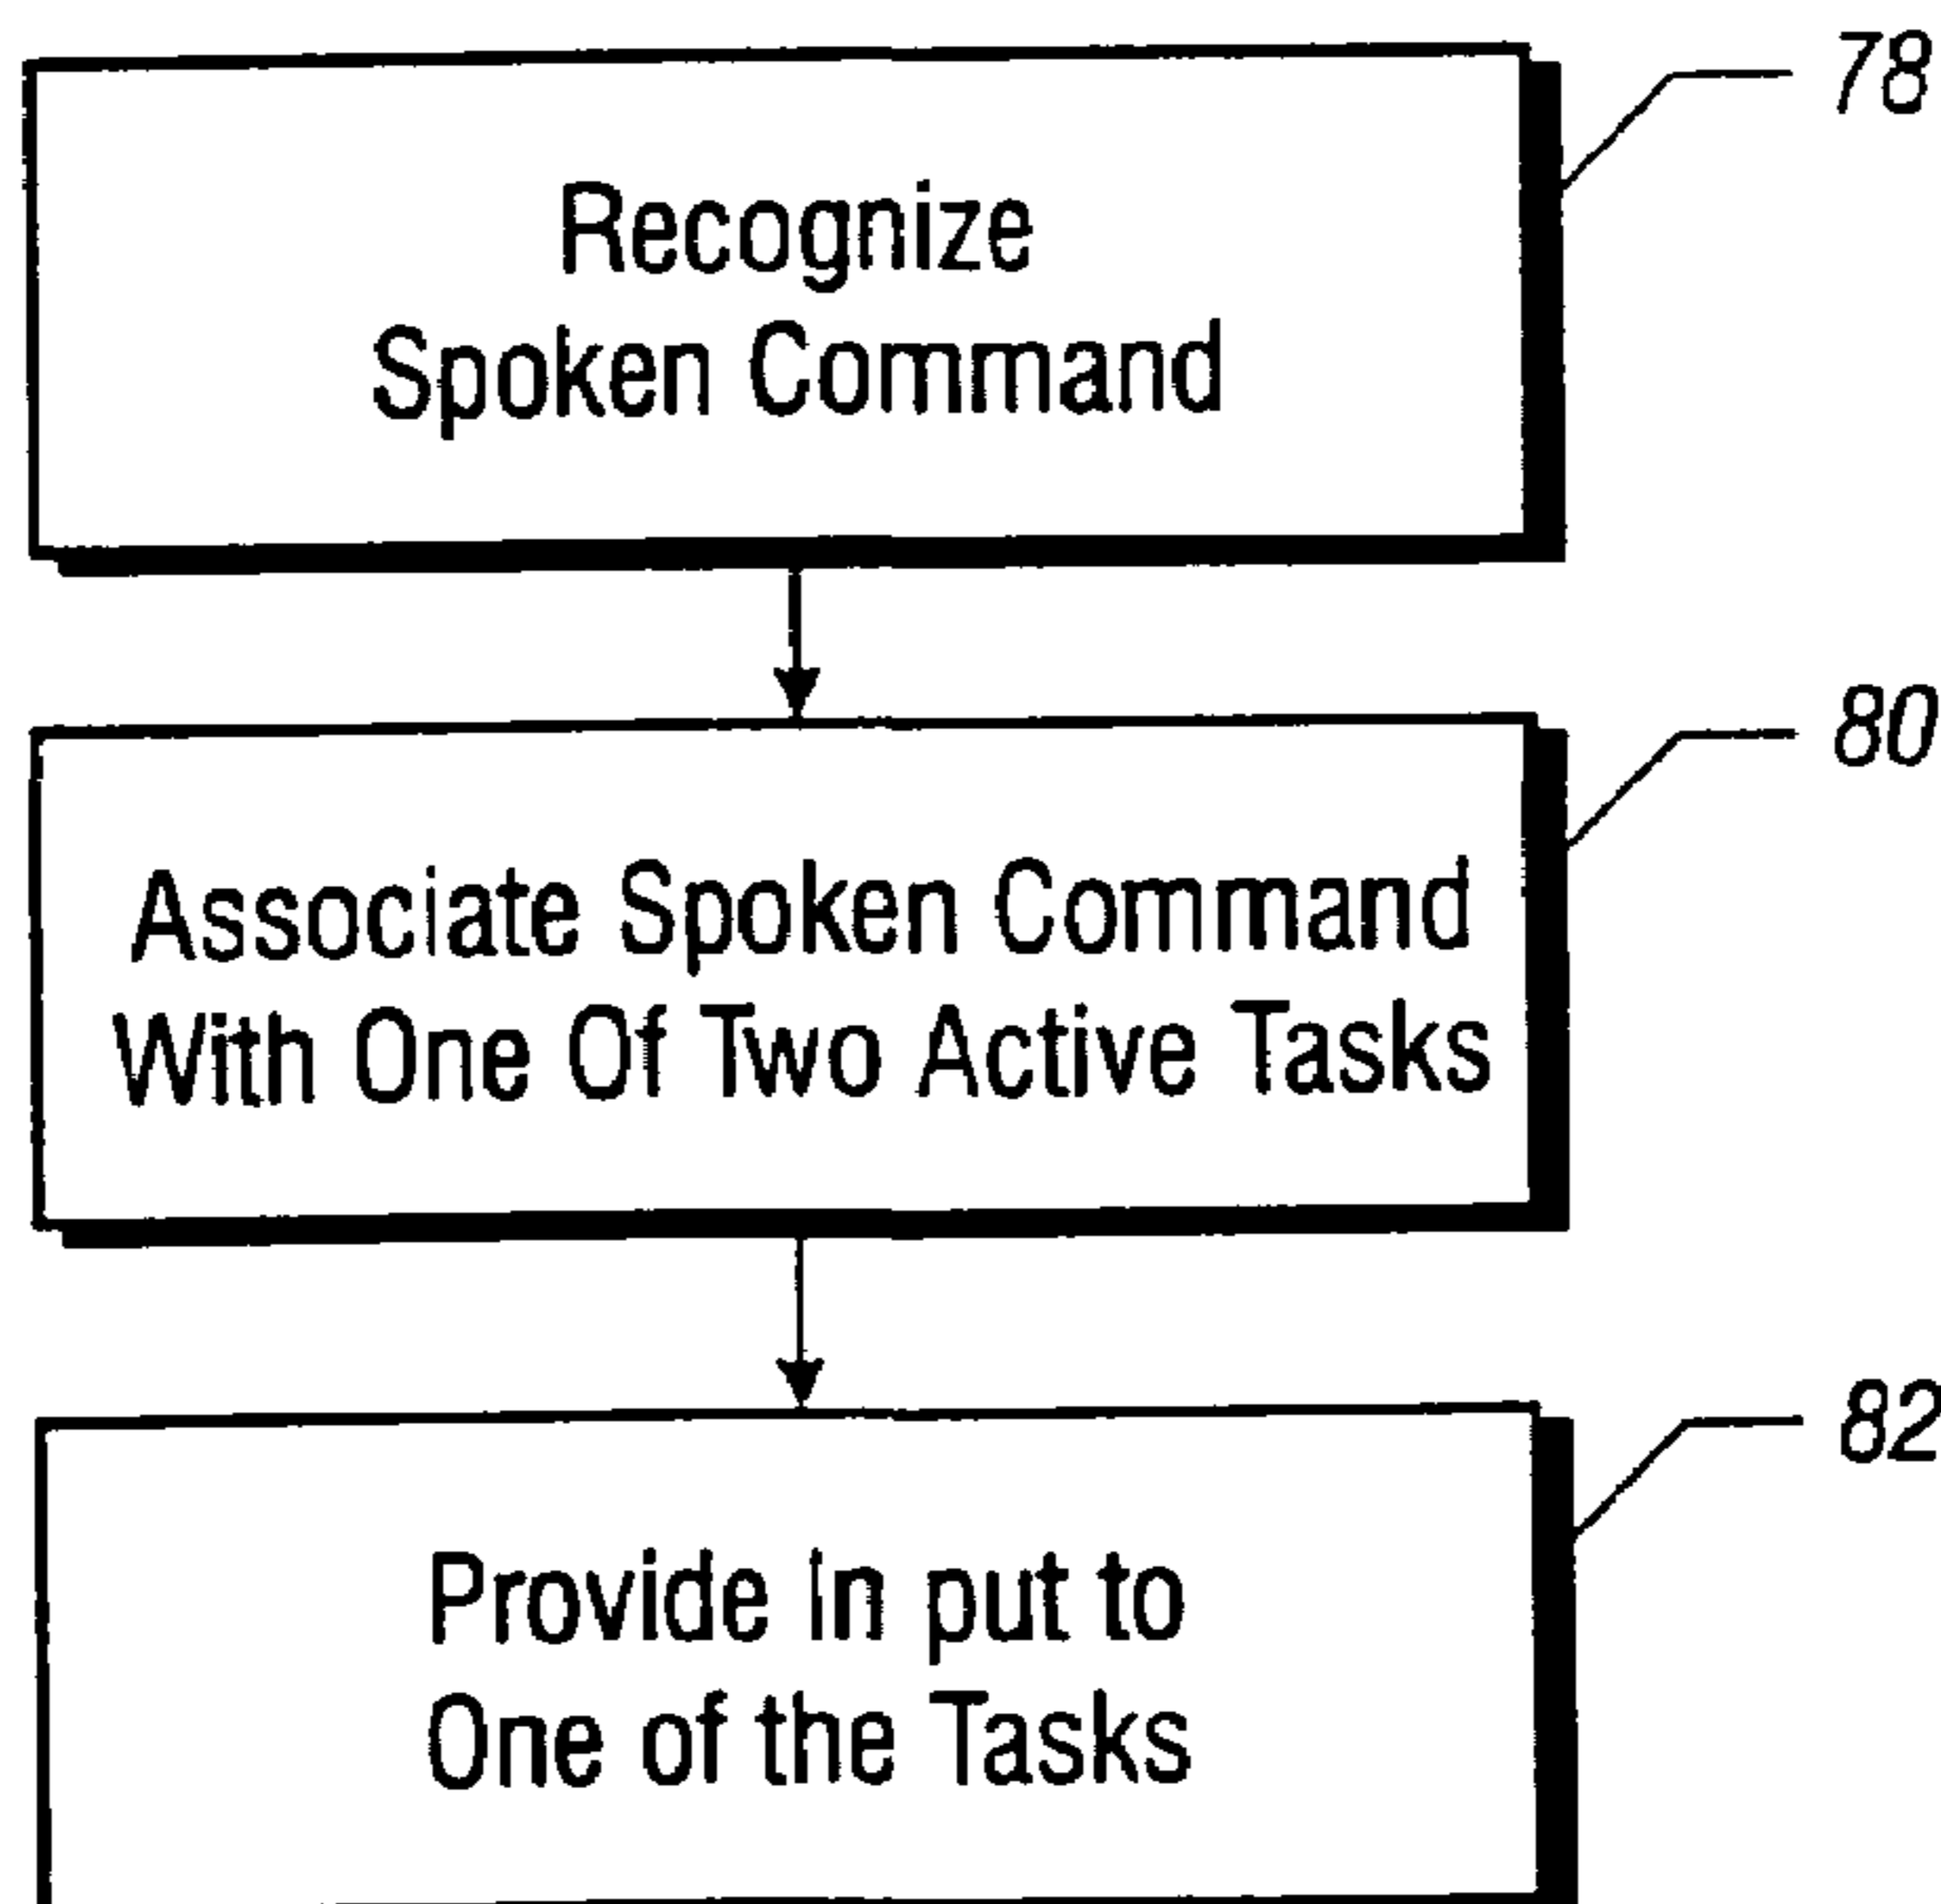 78
Recognize
Spoken Command
80
Associate Spoken Command
With One Of Two Active Tasks
82
Provide In put to
One of the Tasks